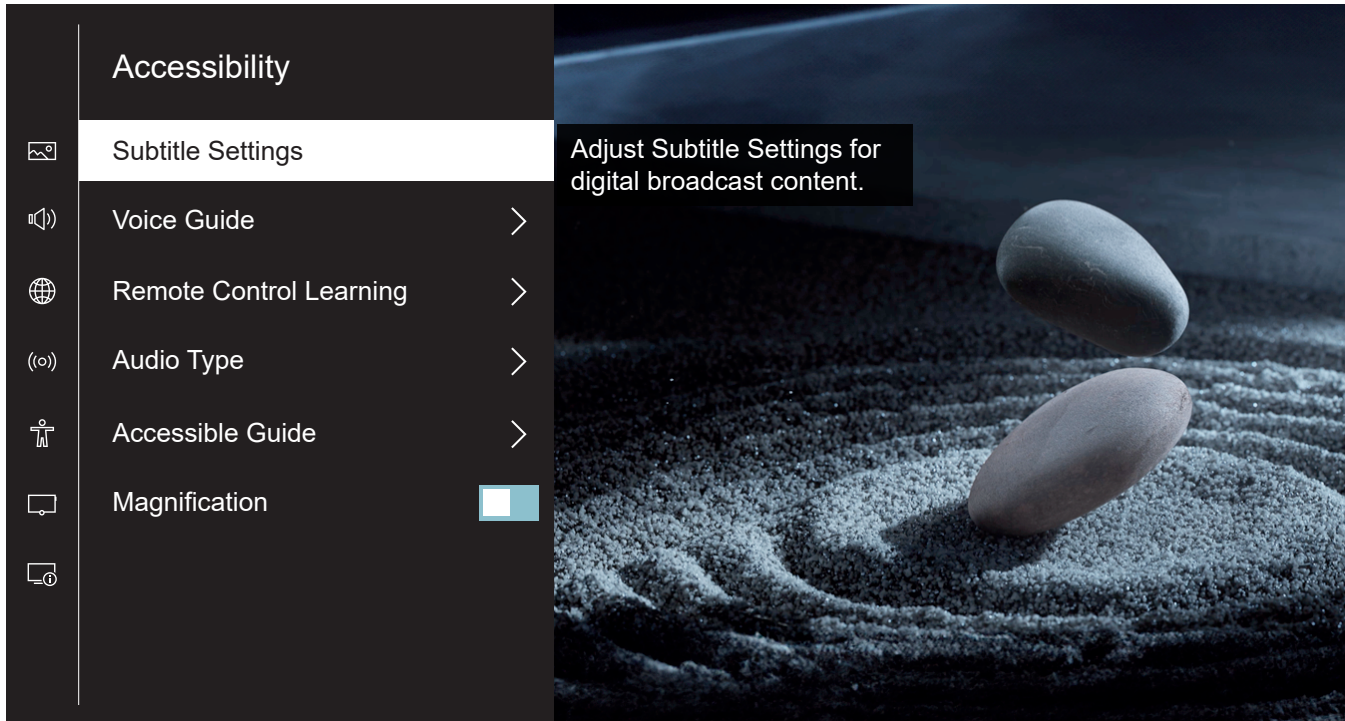 Accessibility
Subtitle Settings
Adjust Subtitle Settings for
digital broadcast content.
Voice Guide
Remote Control Learning
Audio Type
Accessible Guide
Magnification